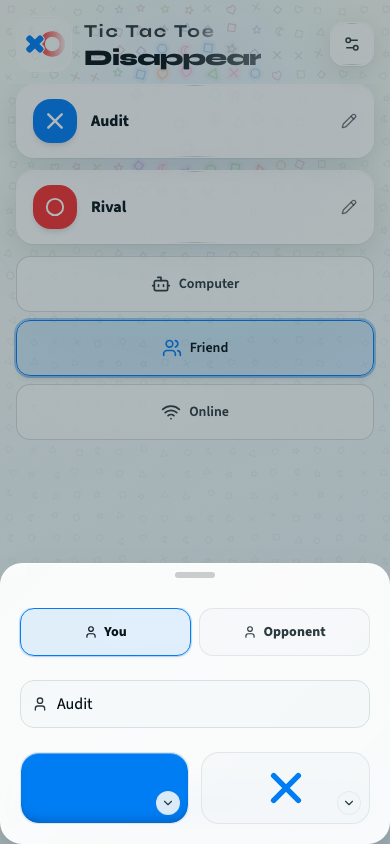 Tic Tac Toe
Disappear
Audit
Rival
Computer
Friend
Online
You
Opponent
Audit